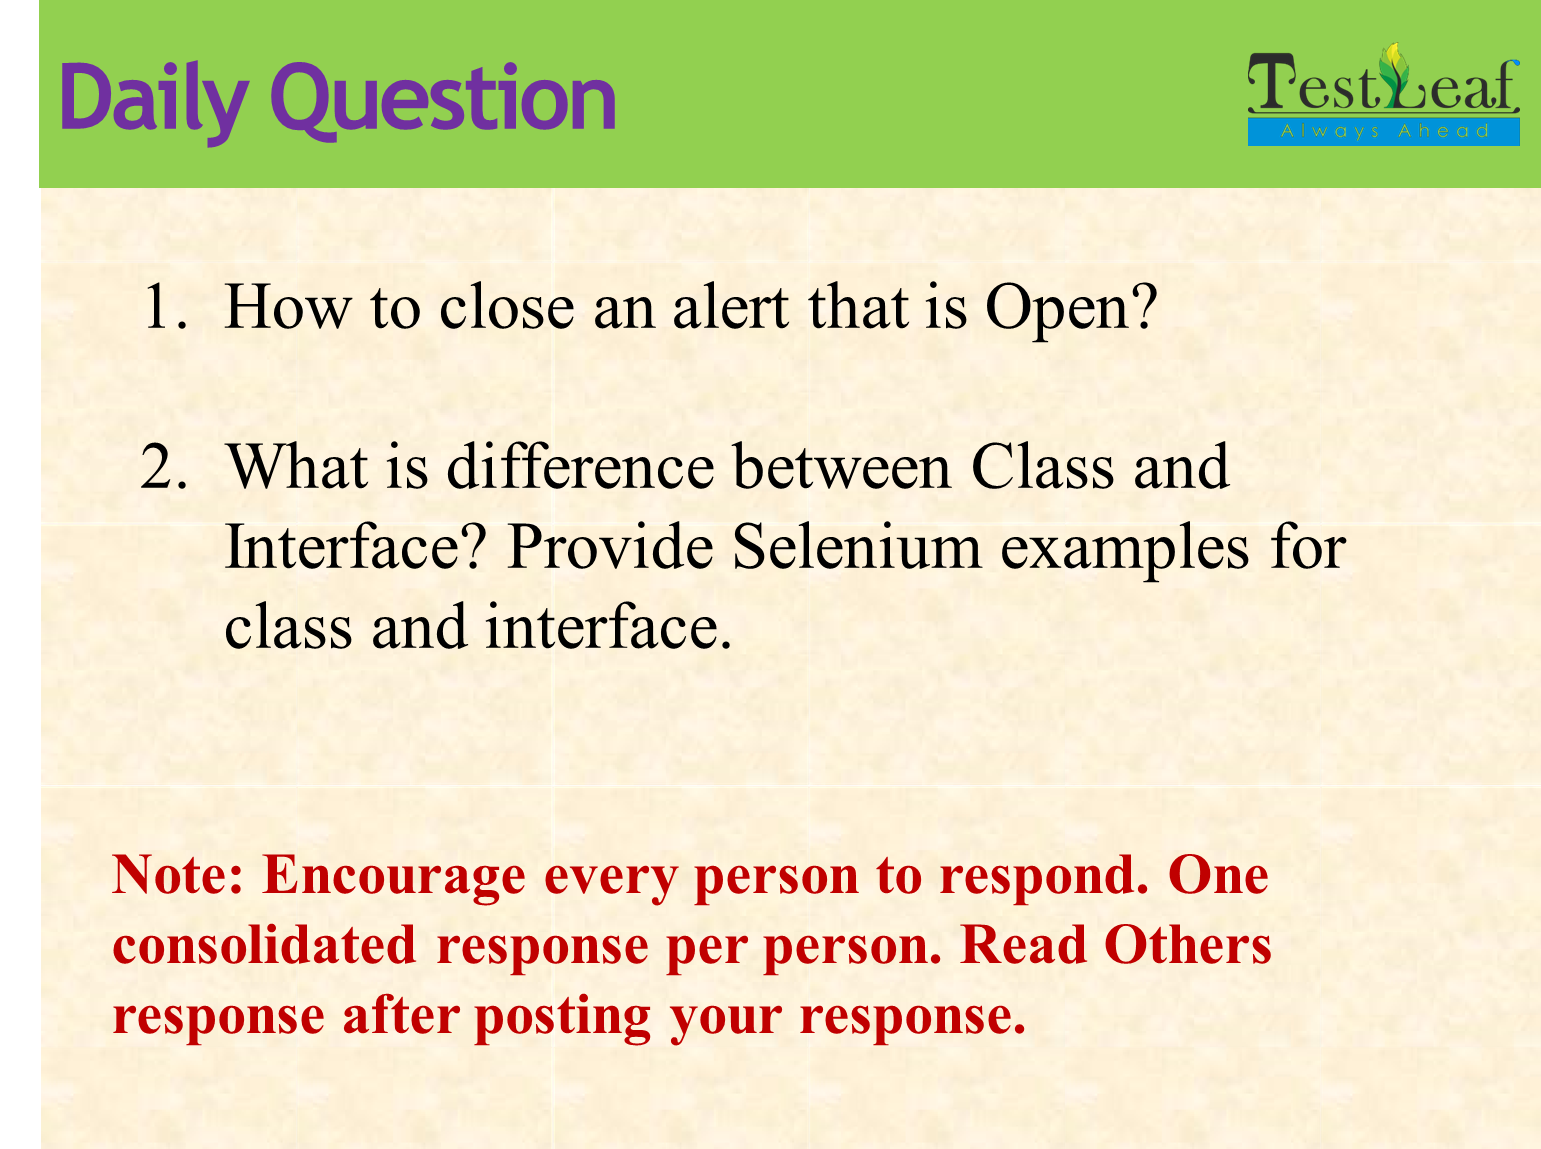 Daily Question
TestLeaf
Always Ahead
1. How to close an alert that is Open?
2. What is difference between Class and
Interface? Provide Selenium examples for
class and interface.
Note: Encourage every person to respond. One
consolidated response per person. Read Others
response after posting your response.